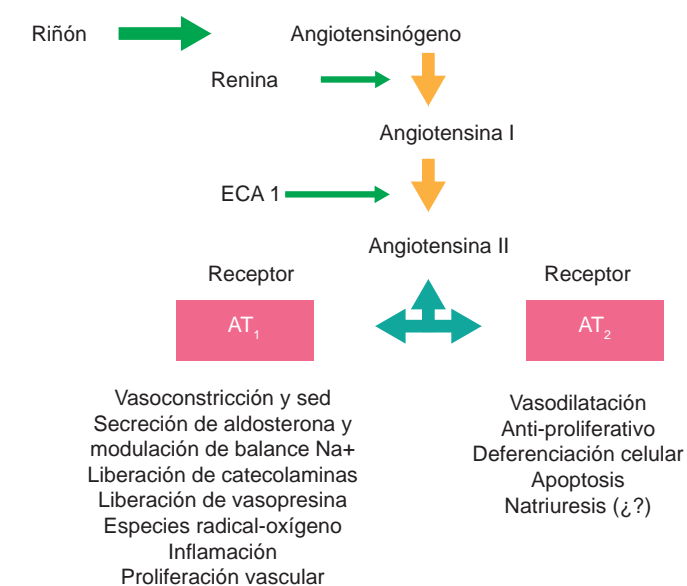 Riñón
Angiotensinógeno
Renina
Angiotensina I
ECA 1
Angiotensina II
Receptor
Receptor
AT1
AT2
Vasoconstricción y sed
Secreción de aldosterona y
modulación de balance Na+
Liberación de catecolaminas
Liberación de vasopresina
Especies radical-oxígeno
Inflamación
Proliferación vascular
Vasodilatación
Anti-proliferativo
Deferenciación celular
Apoptosis
Natriuresis (¿?)